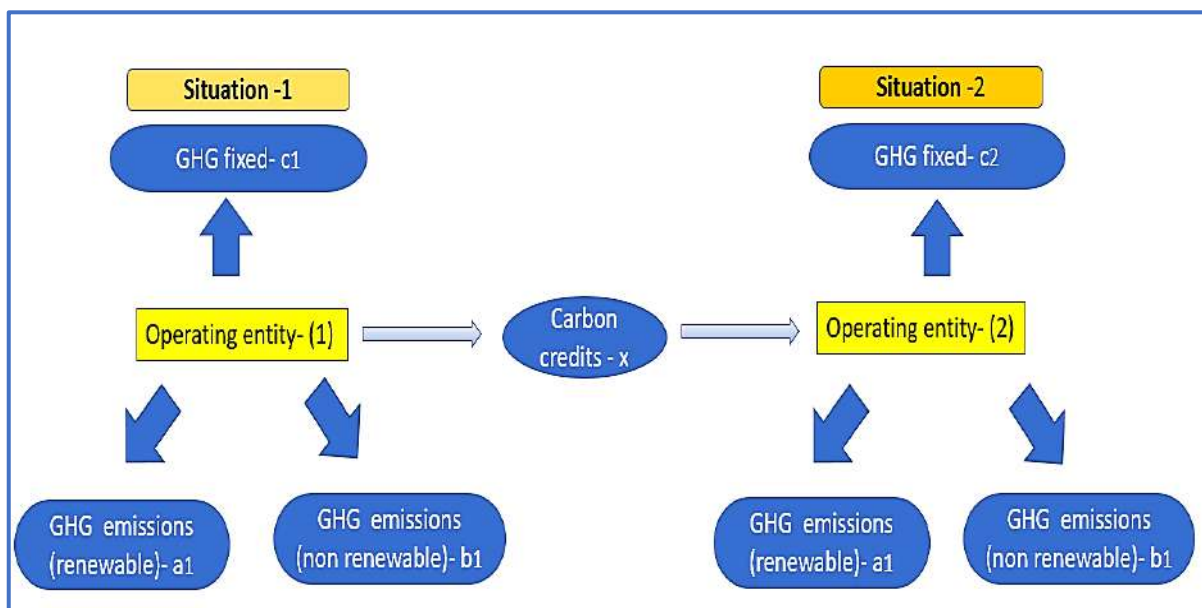 Situation -1
GHG fixed- c1
Operating entity- (1)
GHG emissions
(renewable)- a1
GHG emissions
(non renewable)- b1
Carbon
credits - x
Situation -2
GHG fixed- c2
Operating entity- (2)
GHG emissions
(renewable)- a1
GHG emissions
(non renewable)- b1